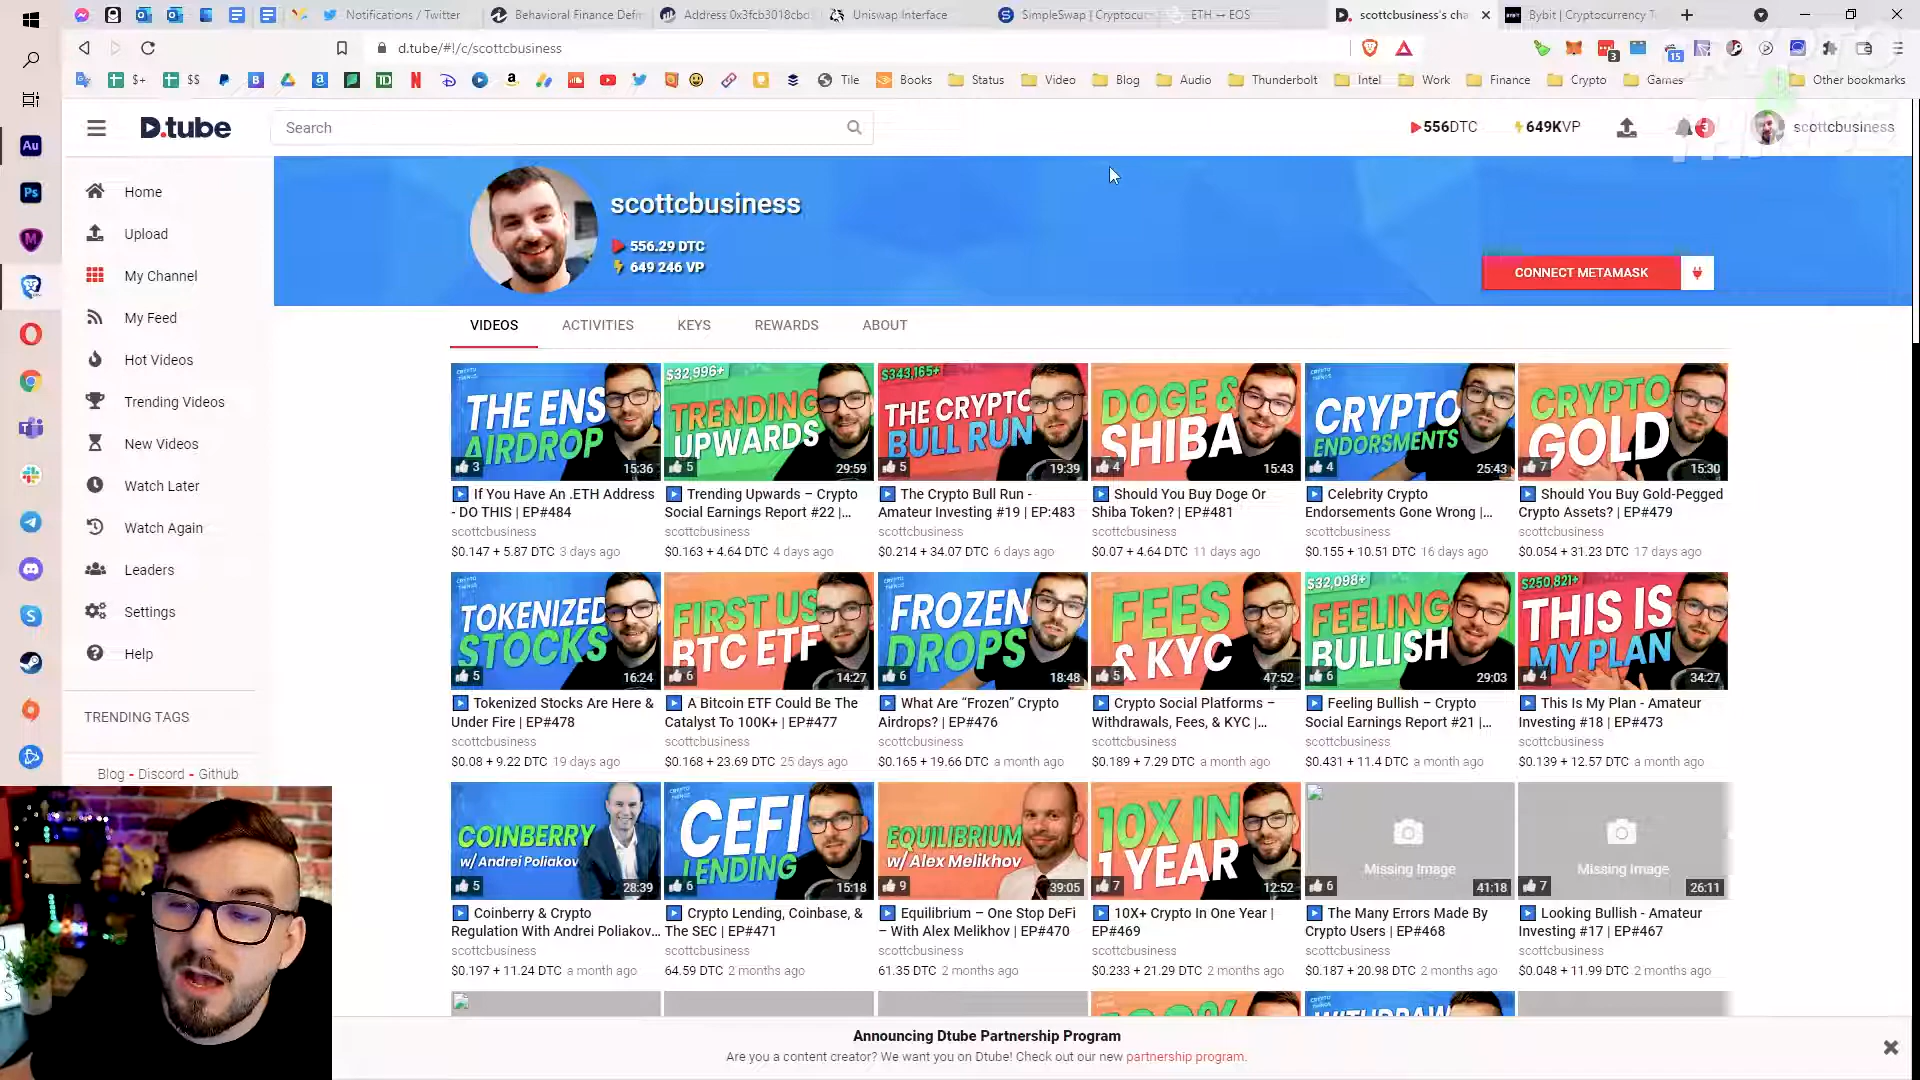 Notifications / Twitter
Behavioral Finance Defin
Address 0x3fcb3018cbd
Uniswap Interface
SimpleSwap | Cryptocur
ETH ↔ EOS
scottcbusiness's cha
Bybit | Cryptocurrency T
d.tube/#!/c/scottcbusiness
$+
$$
Tile
Books
Status
Video
Blog
Audio
Thunderbolt
Intel
Work
Finance
Crypto
Games
Other bookmarks
D.tube
Search
556DTC
649KVP
3
scottcbusiness
Home
Upload
My Channel
My Feed
Hot Videos
Trending Videos
New Videos
Watch Later
Watch Again
Leaders
Settings
Help
TRENDING TAGS
Blog - Discord - Github
scottcbusiness
556.29 DTC
649 246 VP
CONNECT METAMASK
VIDEOS ACTIVITIES KEYS REWARDS ABOUT
THE ENS
AIRDROP
3
15:36
If You Have An .ETH Address
- DO THIS | EP#484
scottcbusiness
$0.147 + 5.87 DTC 3 days ago
$32,996+
TRENDING
UPWARDS
5
29:59
Trending Upwards – Crypto
Social Earnings Report #22 |...
scottcbusiness
$0.163 + 4.64 DTC 4 days ago
$343,165+
THE CRYPTO
BULL RUN
5
19:39
The Crypto Bull Run -
Amateur Investing #19 | EP:483
scottcbusiness
$0.214 + 34.07 DTC 6 days ago
DOGE &
SHIBA
4
15:43
Should You Buy Doge Or
Shiba Token? | EP#481
scottcbusiness
$0.07 + 4.64 DTC 11 days ago
CRYPTO
ENDORSMENTS
4
25:43
Celebrity Crypto
Endorsements Gone Wrong |...
scottcbusiness
$0.155 + 10.51 DTC 16 days ago
CRYPTO
GOLD
7
15:30
Should You Buy Gold-Pegged
Crypto Assets? | EP#479
scottcbusiness
$0.054 + 31.23 DTC 17 days ago
TOKENIZED
STOCKS
5
16:24
Tokenized Stocks Are Here &
Under Fire | EP#478
scottcbusiness
$0.08 + 9.22 DTC 19 days ago
FIRST US
BTC ETF
6
14:27
A Bitcoin ETF Could Be The
Catalyst To 100K+ | EP#477
scottcbusiness
$0.168 + 23.69 DTC 25 days ago
FROZEN
DROPS
6
18:48
What Are “Frozen” Crypto
Airdrops? | EP#476
scottcbusiness
$0.165 + 19.66 DTC a month ago
FEES
& KYC
5
47:52
Crypto Social Platforms –
Withdrawals, Fees, & KYC |...
scottcbusiness
$0.189 + 7.29 DTC a month ago
$32,098+
FEELING
BULLISH
6
29:03
Feeling Bullish – Crypto
Social Earnings Report #21 |...
scottcbusiness
$0.431 + 11.4 DTC a month ago
$250,821+
THIS IS
MY PLAN
4
34:27
This Is My Plan - Amateur
Investing #18 | EP#473
scottcbusiness
$0.139 + 12.57 DTC a month ago
COINBERRY
w/ Andrei Poliakov
5
28:39
Coinberry & Crypto
Regulation With Andrei Poliakov...
scottcbusiness
$0.197 + 11.24 DTC a month ago
CEFI
LENDING
6
15:18
Crypto Lending, Coinbase, &
The SEC | EP#471
scottcbusiness
64.59 DTC 2 months ago
EQUILIBRIUM
w/ Alex Melikhov
9
39:05
Equilibrium – One Stop DeFi
– With Alex Melikhov | EP#470
scottcbusiness
61.35 DTC 2 months ago
10X IN
1 YEAR
7
12:52
10X+ Crypto In One Year |
EP#469
scottcbusiness
$0.233 + 21.29 DTC 2 months ago
Missing Image
6
41:18
The Many Errors Made By
Crypto Users | EP#468
scottcbusiness
$0.187 + 20.98 DTC 2 months ago
Missing Image
7
26:11
Looking Bullish - Amateur
Investing #17 | EP#467
scottcbusiness
$0.048 + 11.99 DTC 2 months ago
Announcing Dtube Partnership Program
Are you a content creator? We want you on Dtube! Check out our new partnership program.